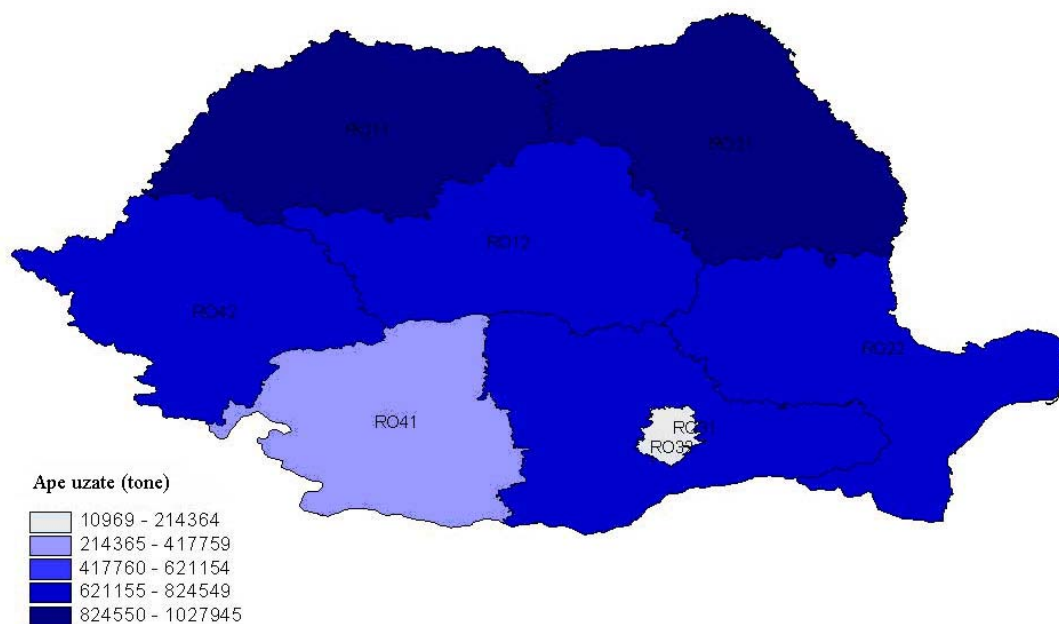 RO11
RO21
RO12
RO42
RO22
RO41
RO31
RO32
Ape uzate (tone)
10969 - 214364
214365 - 417759
417760 - 621154
621155 - 824549
824550 - 1027945